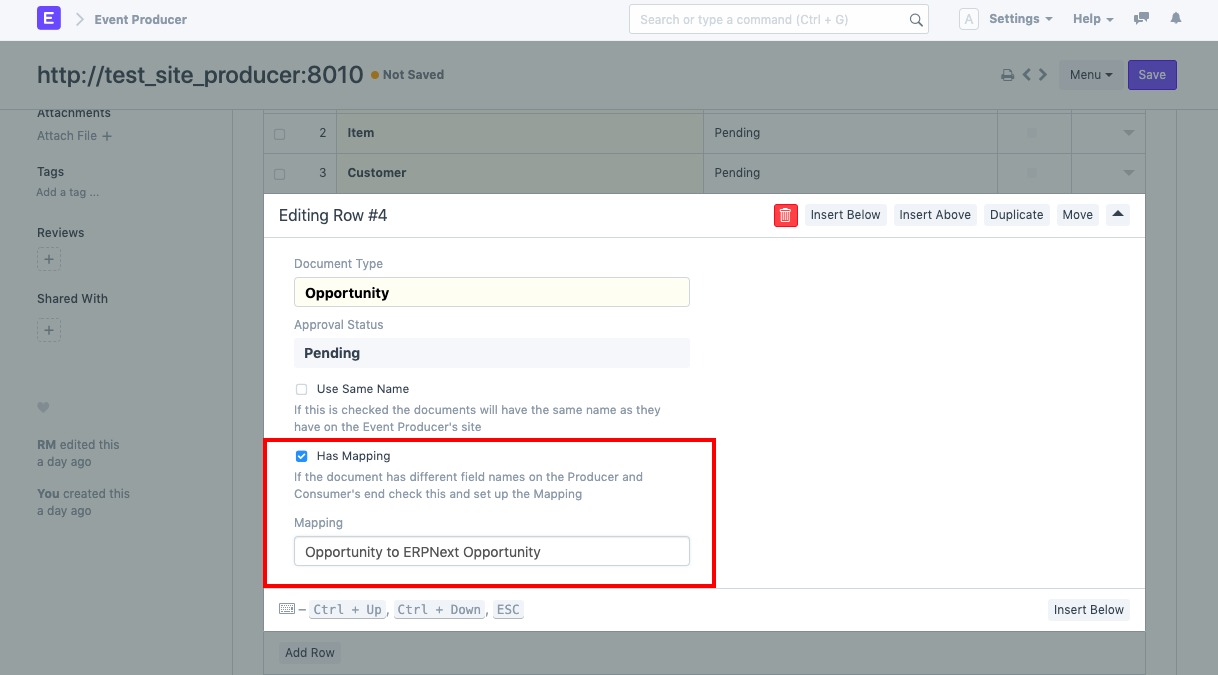 E
Event Producer
Search or type a command (Ctrl + G)
A
Settings
Help
http://test_site_producer:8010
Not Saved
Menu
Save
Attachments
Attach File +
Tags
Add a tag ...
Reviews
+
Shared With
+
RM edited this
a day ago
You created this
a day ago
2 Item Pending
3 Customer Pending
Editing Row #4
Insert Below
Insert Above
Duplicate
Move
Document Type
Opportunity
Approval Status
Pending
Use Same Name
If this is checked the documents will have the same name as they
have on the Event Producer's site
Has Mapping
If the document has different field names on the Producer and
Consumer's end check this and set up the Mapping
Mapping
Opportunity to ERPNext Opportunity
– Ctrl + Up, Ctrl + Down, ESC
Insert Below
Add Row